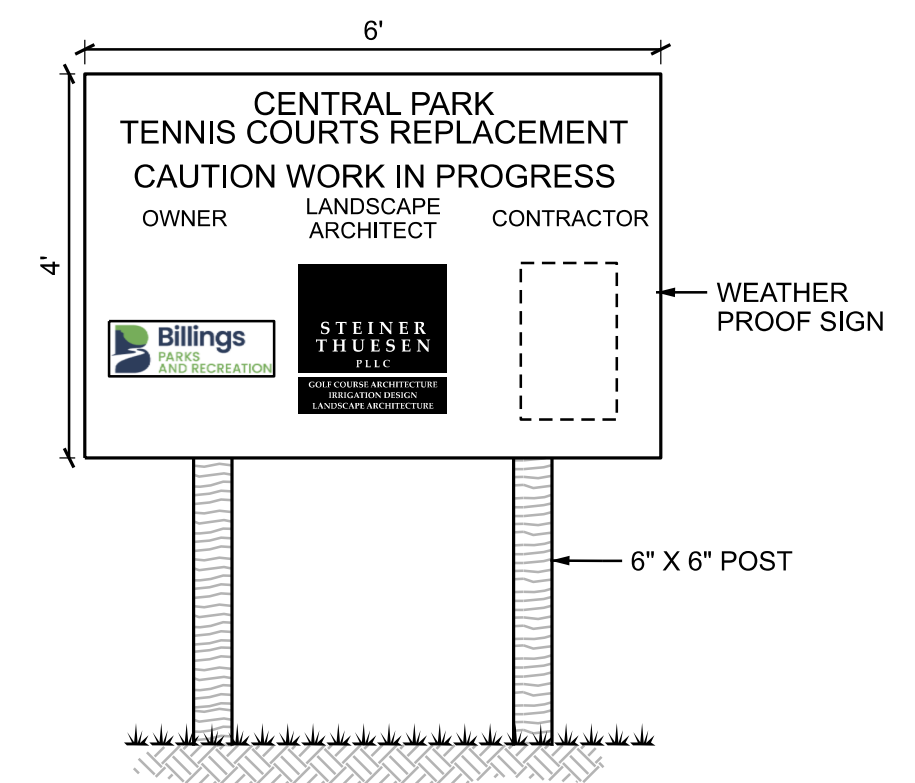 6'
CENTRAL PARK
TENNIS COURTS REPLACEMENT
CAUTION WORK IN PROGRESS
OWNER
LANDSCAPE
ARCHITECT
CONTRACTOR
4'
WEATHER
PROOF SIGN
Billings
PARKS
AND RECREATION
STEINER
THUESEN
PLLC
GOLF COURSE ARCHITECTURE
IRRIGATION DESIGN
LANDSCAPE ARCHITECTURE
6" X 6" POST